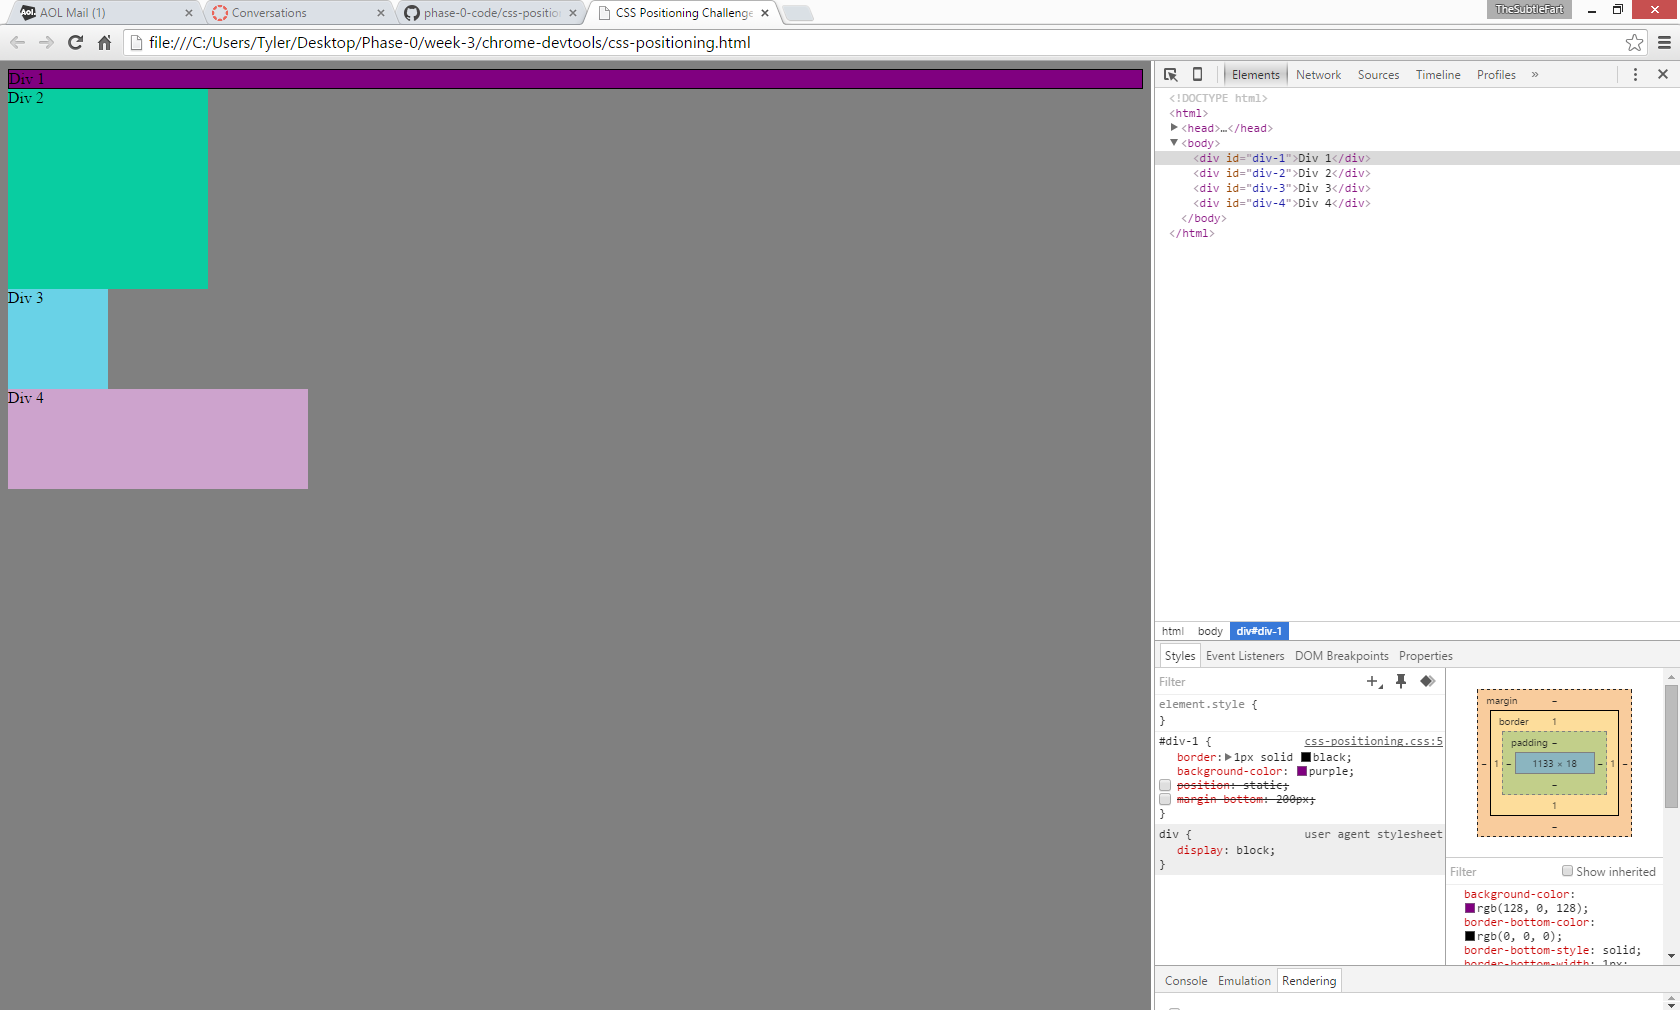 AOL Mail (1)
Conversations
phase-0-code/css-positio
CSS Positioning Challenge
TheSubtleFart
file:///C:/Users/Tyler/Desktop/Phase-0/week-3/chrome-devtools/css-positioning.html
Div 1
Div 2
Div 3
Div 4
Elements Network Sources Timeline Profiles »
<!DOCTYPE html>
<html>
<head>…</head>
<body>
<div id="div-1">Div 1</div>
<div id="div-2">Div 2</div>
<div id="div-3">Div 3</div>
<div id="div-4">Div 4</div>
</body>
</html>
html body div#div-1
Styles Event Listeners DOM Breakpoints Properties
Filter
element.style {
}
#div-1 { css-positioning.css:5
border: 1px solid black;
background-color: purple;
position: static;
margin-bottom: 200px;
}
div { user agent stylesheet
display: block;
}
margin –
border 1
padding –
– 1 – 1133 × 18 – 1 –
–
1
–
Filter Show inherited
background-color:
rgb(128, 0, 128);
border-bottom-color:
rgb(0, 0, 0);
border-bottom-style: solid;
border-bottom-width: 1px;
Console Emulation Rendering